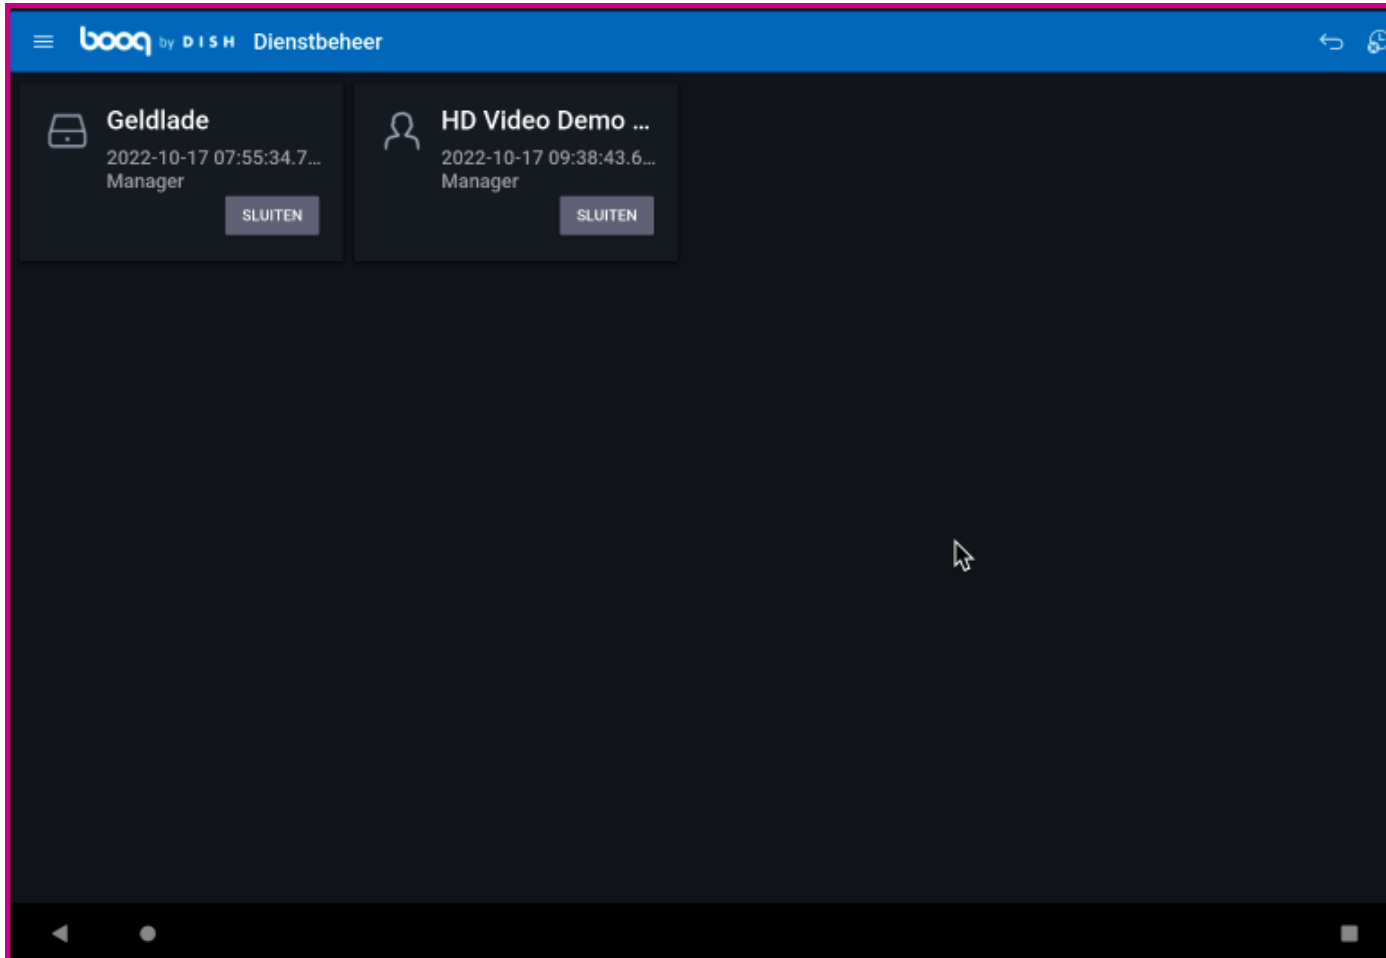 booq by DISH Dienstbeheer
Geldlade
2022-10-17 07:55:34.7...
Manager
SLUITEN
HD Video Demo ...
2022-10-17 09:38:43.6...
Manager
SLUITEN